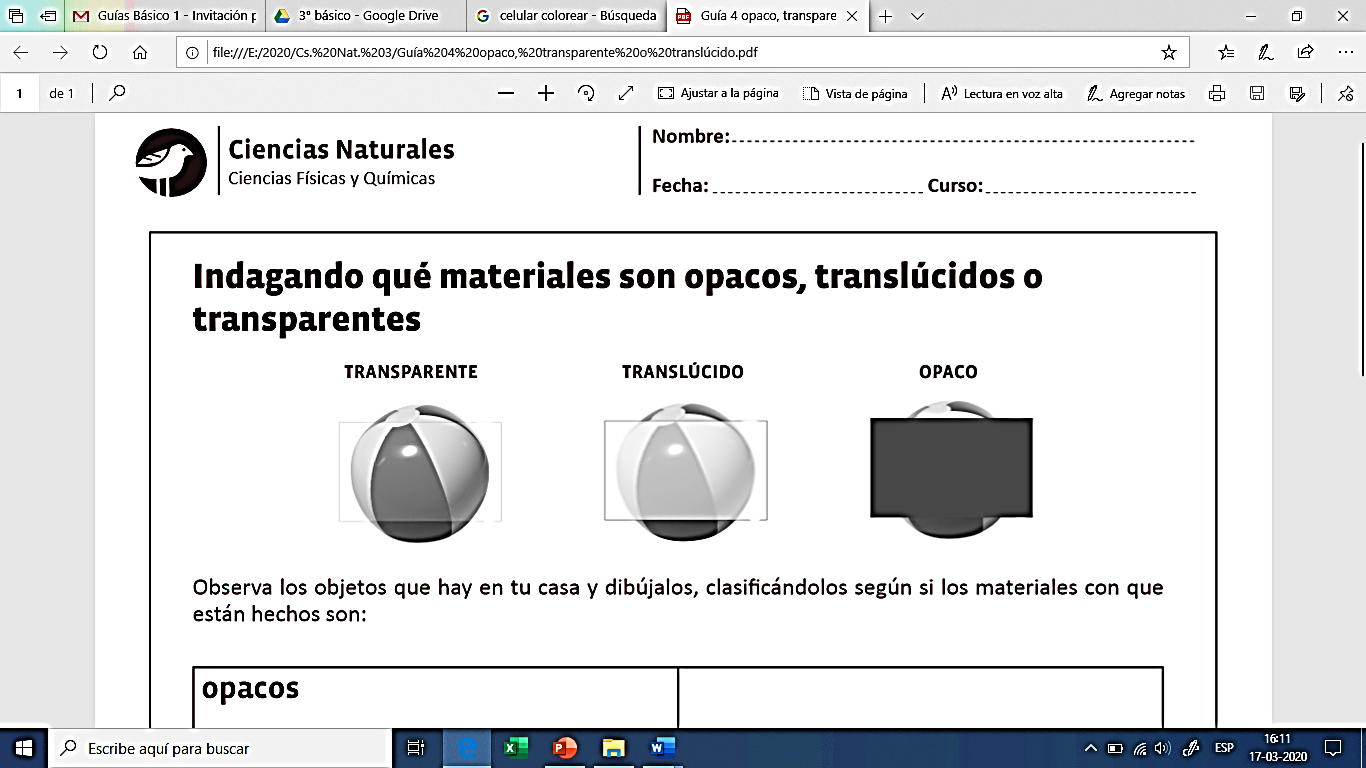 Guías Básico 1 - Invitación p
3° básico - Google Drive
celular colorear - Búsqueda
Guía 4 opaco, transpare
file:///E:/2020/Cs.%20Nat.%203/Guía%204%20opaco,%20transparente%20o%20translúcido.pdf
1 de 1
Ajustar a la página
Vista de página
Lectura en voz alta
Agregar notas
Ciencias Naturales
Ciencias Físicas y Químicas
Nombre:
Fecha: Curso:
Indagando qué materiales son opacos, translúcidos o
transparentes
TRANSPARENTE TRANSLÚCIDO OPACO
Observa los objetos que hay en tu casa y dibújalos, clasificándolos según si los materiales con que
están hechos son:
opacos
Escribe aquí para buscar
ESP
16:11
17-03-2020